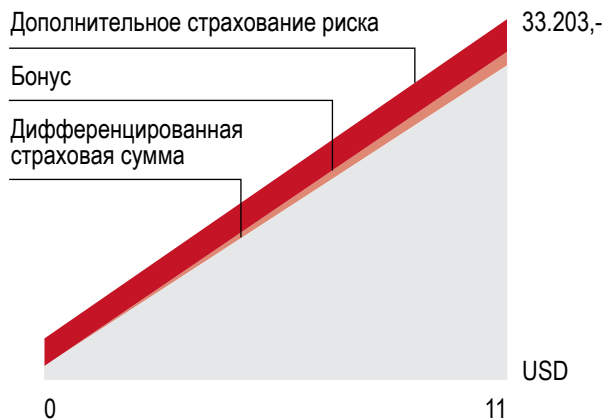 Дополнительное страхование риска
33.203,-
Бонус
Дифференцированная
страховая сумма
USD
0
11